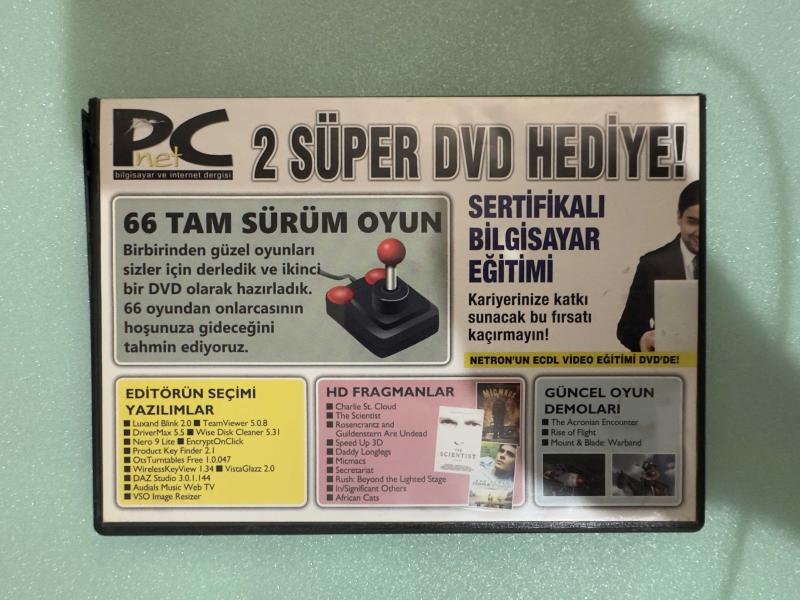 PC net
bilgisayar ve internet dergisi
2 SÜPER DVD HEDİYE!
66 TAM SÜRÜM OYUN
Birbirinden güzel oyunları
sizler için derledik ve ikinci
bir DVD olarak hazırladık.
66 oyundan onlarcasının
hoşunuza gideceğini
tahmin ediyoruz.
SERTİFİKALI
BİLGİSAYAR
EĞİTİMİ
Kariyerinize katkı
sunacak bu fırsatı
kaçırmayın!
NETRON'UN ECDL VİDEO EĞİTİMİ DVD'DE!
EDİTÖRÜN SEÇİMİ
YAZILIMLAR
■ Luxand Blink 2.0 ■ TeamViewer 5.0.8
■ DriverMax 5.5 ■ Wise Disk Cleaner 5.31
■ Nero 9 Lite ■ EncryptOnClick
■ Product Key Finder 2.1
■ OtsTurntables Free 1.0.047
■ WirelessKeyView 1.34 ■ VistaGlazz 2.0
■ DAZ Studio 3.0.1.144
■ Audials Music Web TV
■ VSO Image Resizer
HD FRAGMANLAR
■ Charlie St. Cloud
■ The Scientist
■ Rosencrantz and
Guildenstern Are Undead
■ Speed Up 3D
■ Daddy Longlegs
■ Micmacs
■ Secretariat
■ Rush: Beyond the Lighted Stage
■ In/Significant Others
■ African Cats
MICMACS
THE
SCIENTIST
GÜNCEL OYUN
DEMOLARI
■ The Acronian Encounter
■ Rise of Flight
■ Mount & Blade: Warband